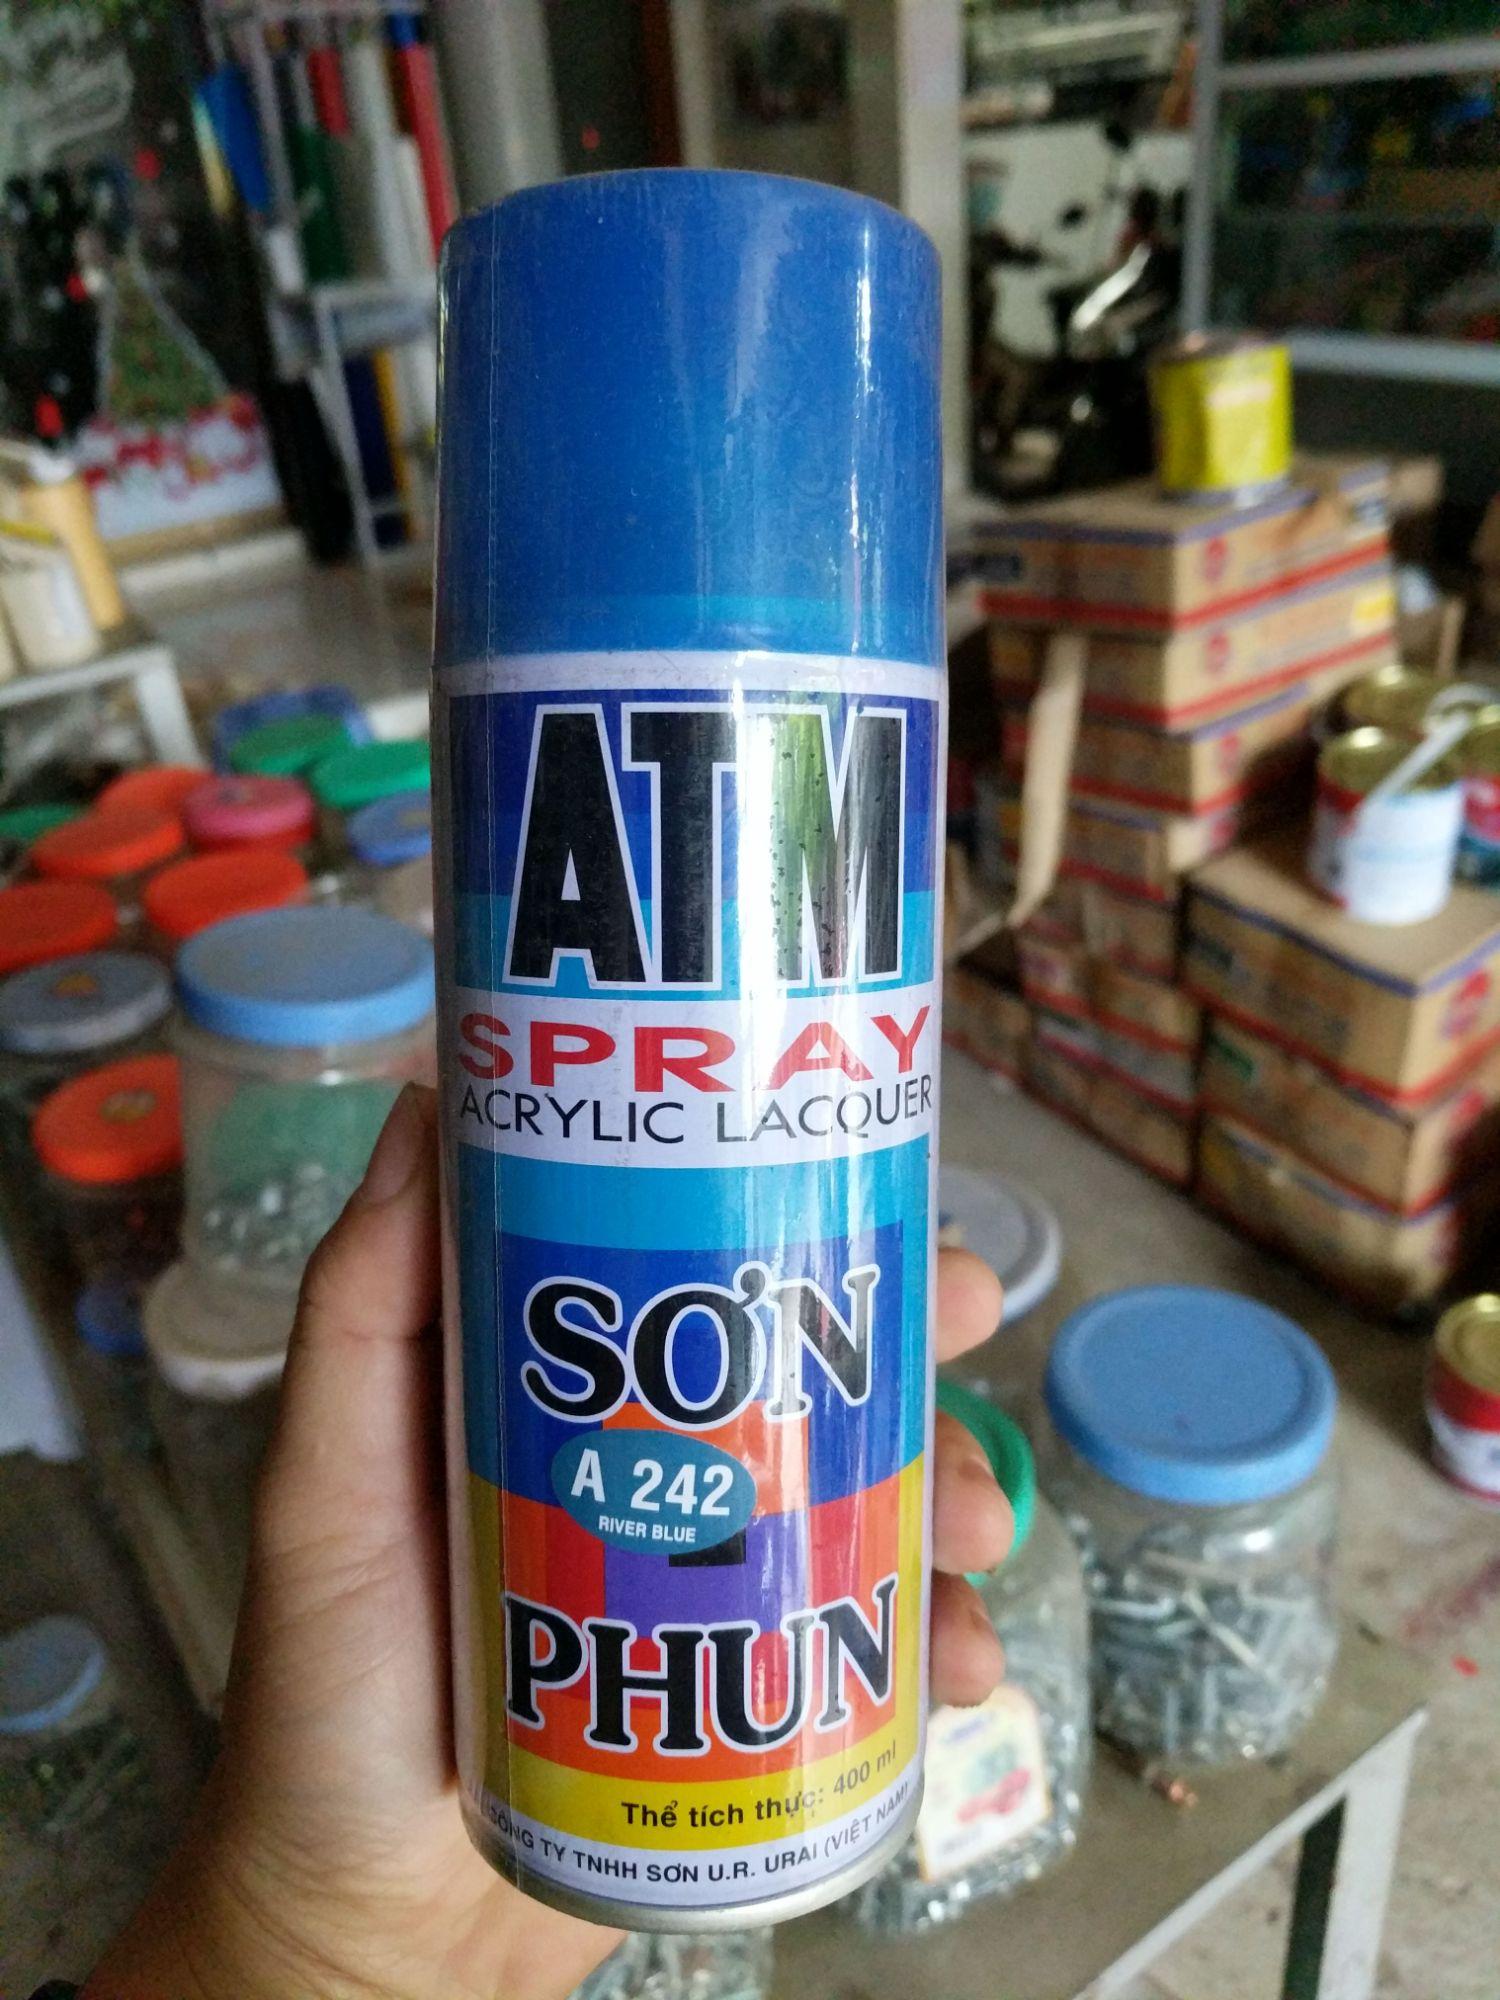 ATM
SPRAY
ACRYLIC LACQUER
SƠN
A 242
RIVER BLUE
PHUN
Thể tích thực: 400 ml
CÔNG TY TNHH SƠN U.R. URAI (VIỆT NAM)